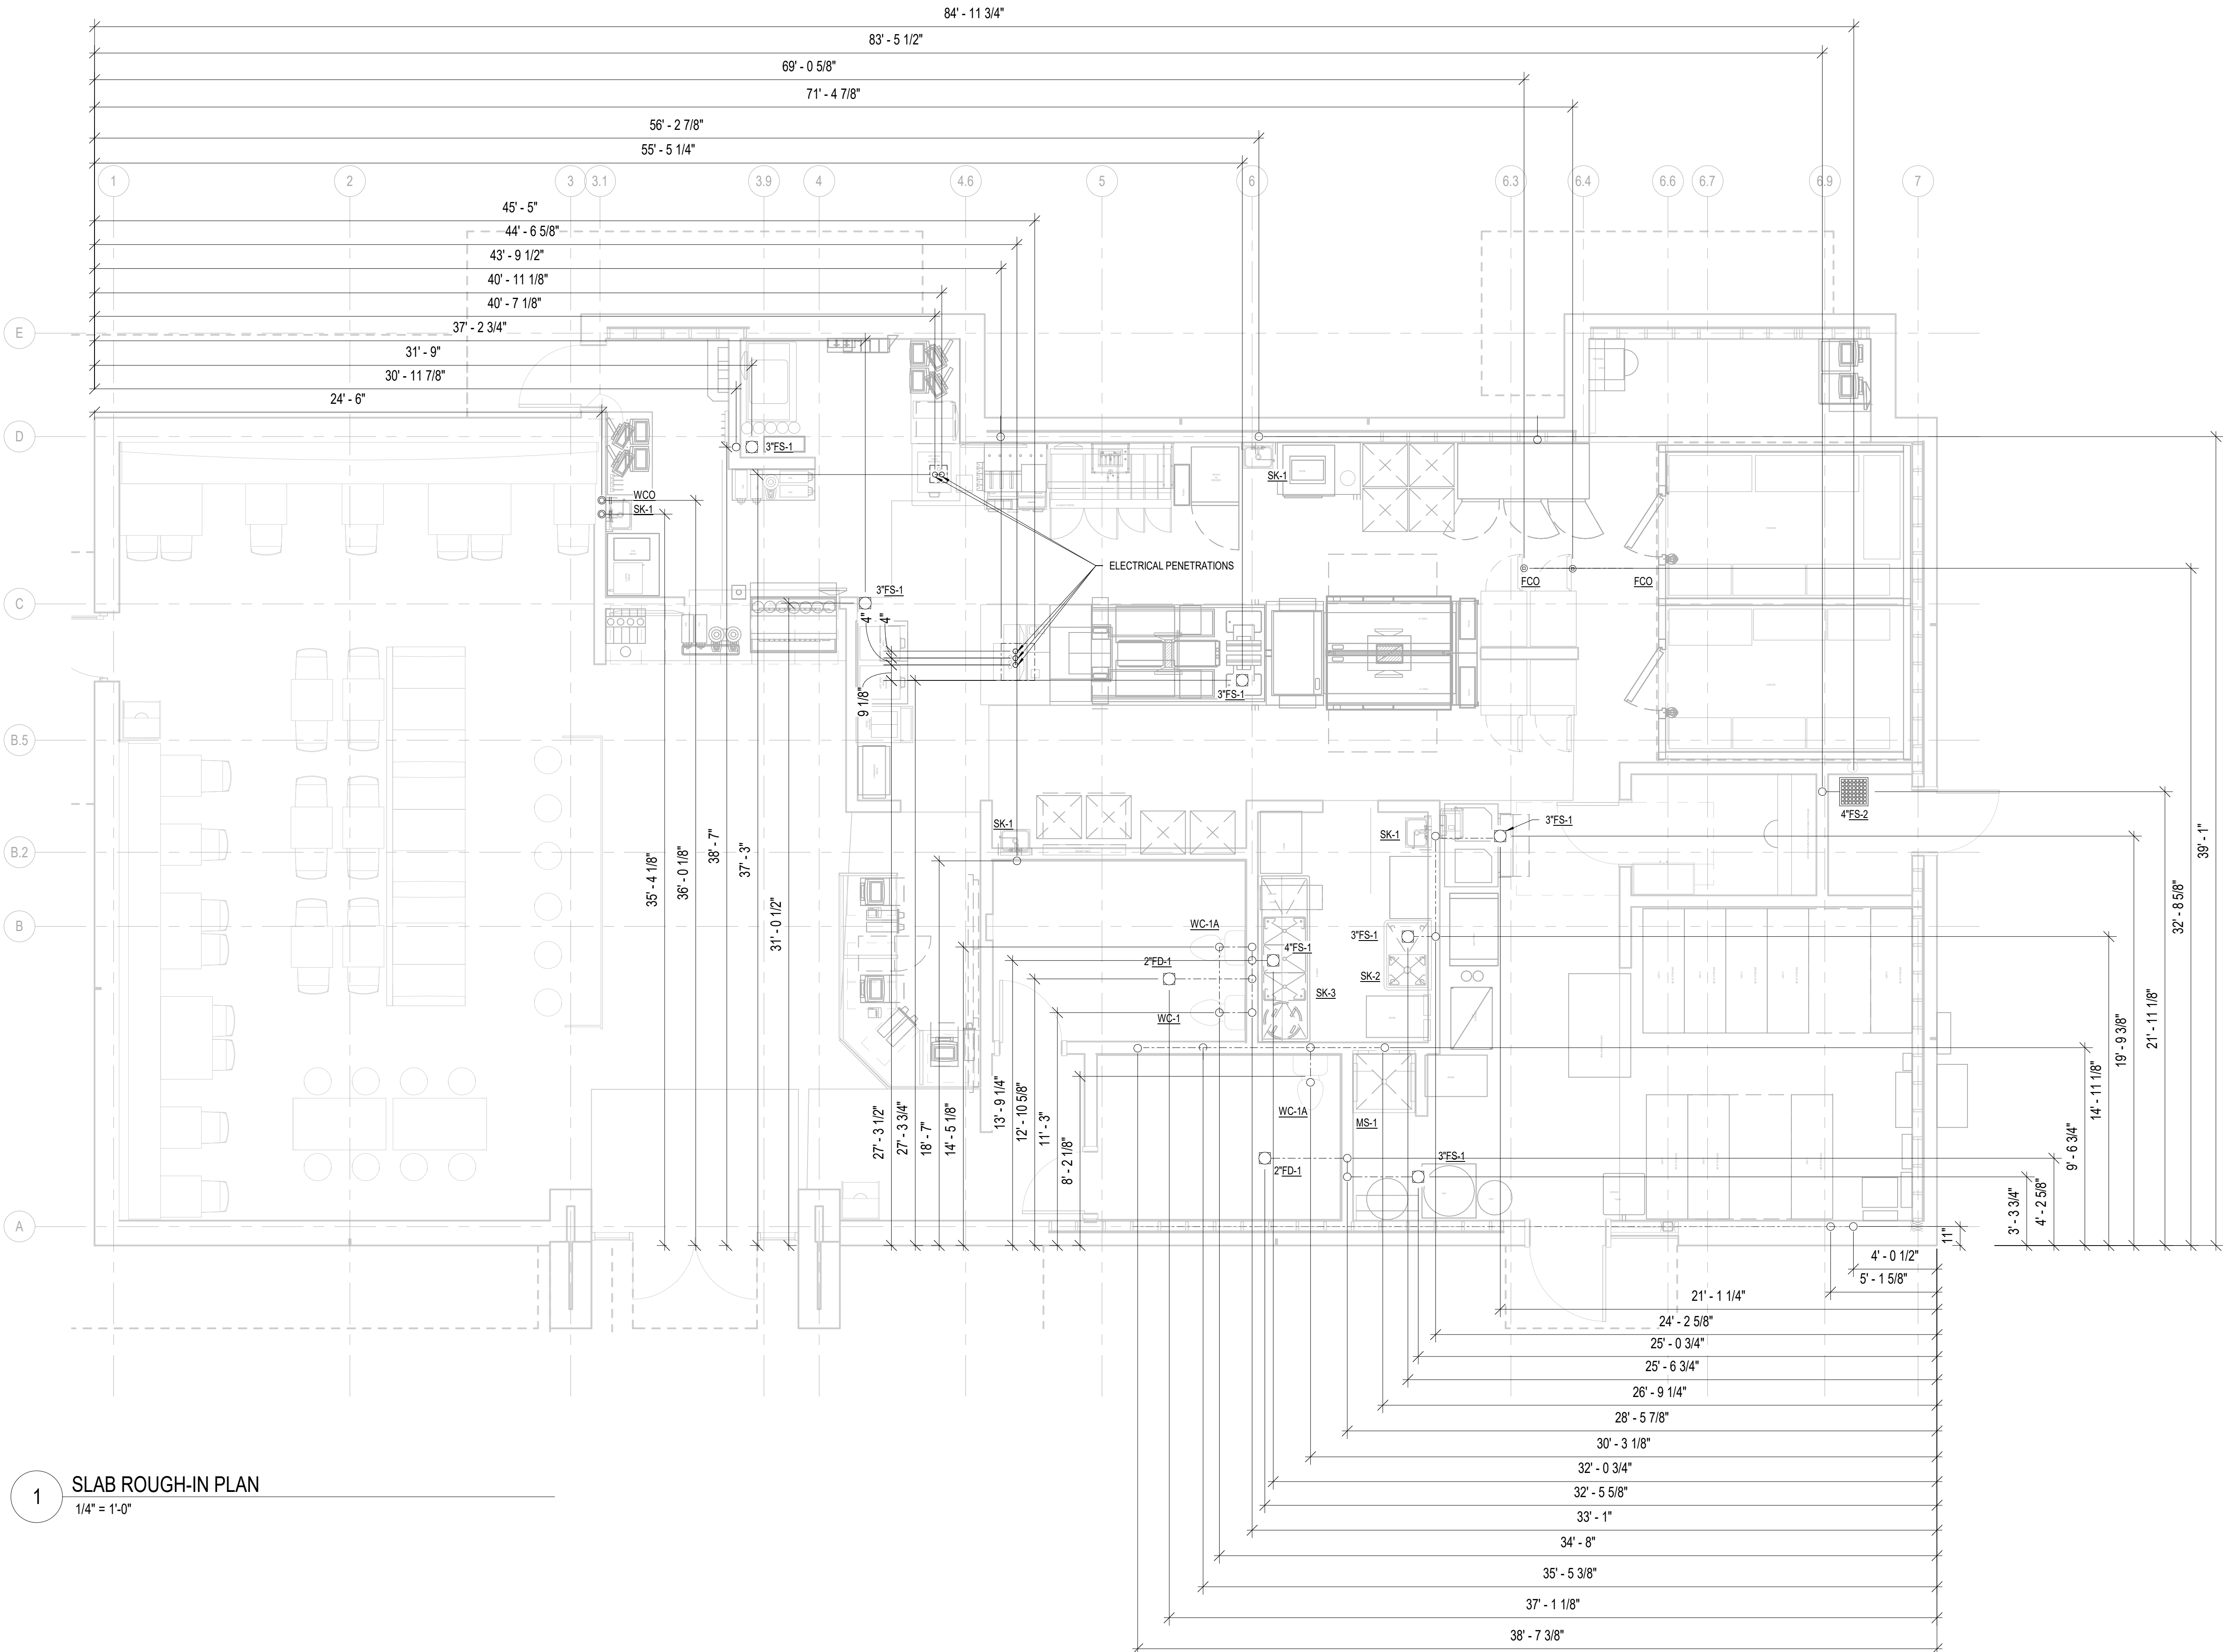 84' - 11 3/4"
83' - 5 1/2"
69' - 0 5/8"
71' - 4 7/8"
56' - 2 7/8"
55' - 5 1/4"
1 2 3 3.1 3.9 4 4.6 5 6 6.3 6.4 6.6 6.7 6.9 7
45' - 5"
44' - 6 5/8"
43' - 9 1/2"
40' - 11 1/8"
40' - 7 1/8"
37' - 2 3/4"
E
31' - 9"
30' - 11 7/8"
24' - 6"
D
3"FS-1
SK-1
WCO
SK-1
ELECTRICAL PENETRATIONS
FCO
FCO
3"FS-1
C
4"
4"
9 1/8"
3"FS-1
B.5
4"FS-2
3"FS-1
SK-1
SK-1
B.2
35' - 4 1/8"
36' - 0 1/8"
38' - 7"
37' - 3"
31' - 0 1/2"
39' - 1"
32' - 8 5/8"
21' - 11 1/8"
19' - 9 3/8"
14' - 11 1/8"
9' - 6 3/4"
4' - 2 5/8"
3' - 3 3/4"
11"
B
WC-1A
4"FS-1
3"FS-1
2"FD-1
SK-2
SK-3
WC-1
WC-1A
MS-1
27' - 3 1/2"
27' - 3 3/4"
18' - 7"
14' - 5 1/8"
13' - 9 1/4"
12' - 10 5/8"
11' - 3"
8' - 2 1/8"
3"FS-1
2"FD-1
A
4' - 0 1/2"
5' - 1 5/8"
21' - 1 1/4"
24' - 2 5/8"
25' - 0 3/4"
25' - 6 3/4"
26' - 9 1/4"
28' - 5 7/8"
30' - 3 1/8"
32' - 0 3/4"
32' - 5 5/8"
33' - 1"
34' - 8"
35' - 5 3/8"
37' - 1 1/8"
38' - 7 3/8"
1
SLAB ROUGH-IN PLAN
1/4" = 1'-0"